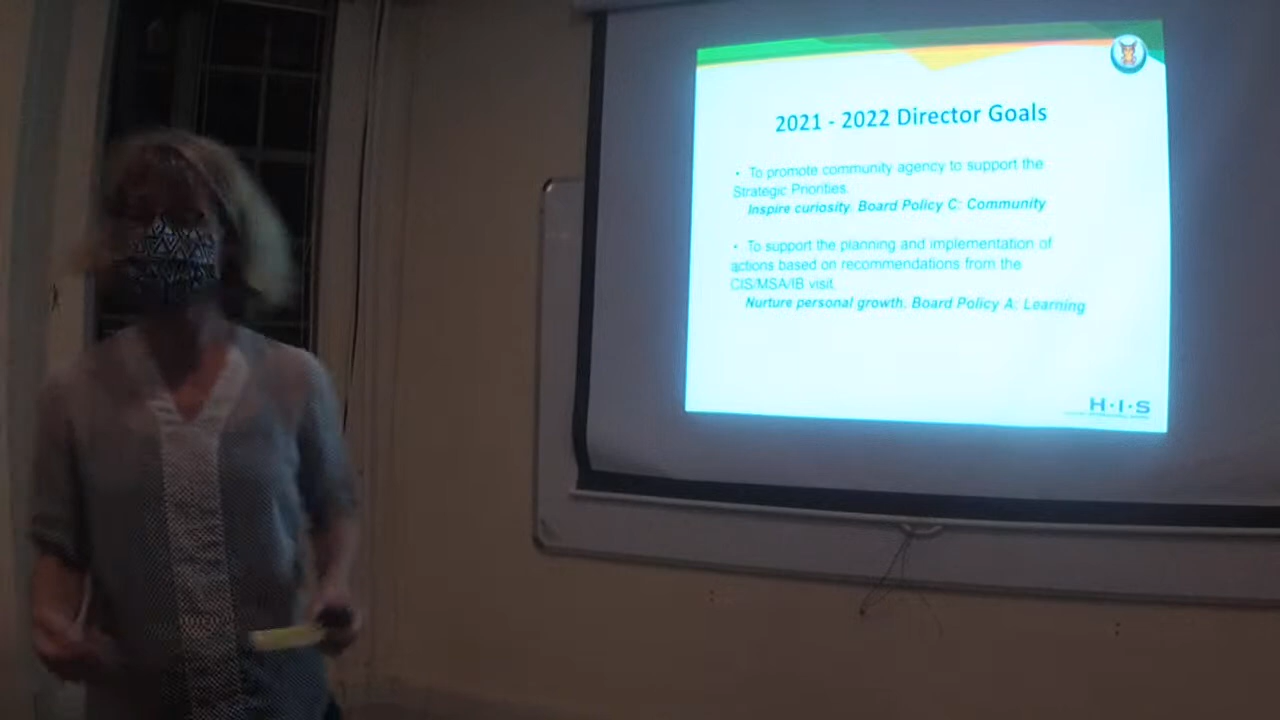 2021 - 2022 Director Goals
• To promote community agency to support the
Strategic Priorities.
Inspire curiosity. Board Policy C: Community
• To support the planning and implementation of
actions based on recommendations from the
CIS/MSA/IB visit.
Nurture personal growth. Board Policy A: Learning
H·I·S